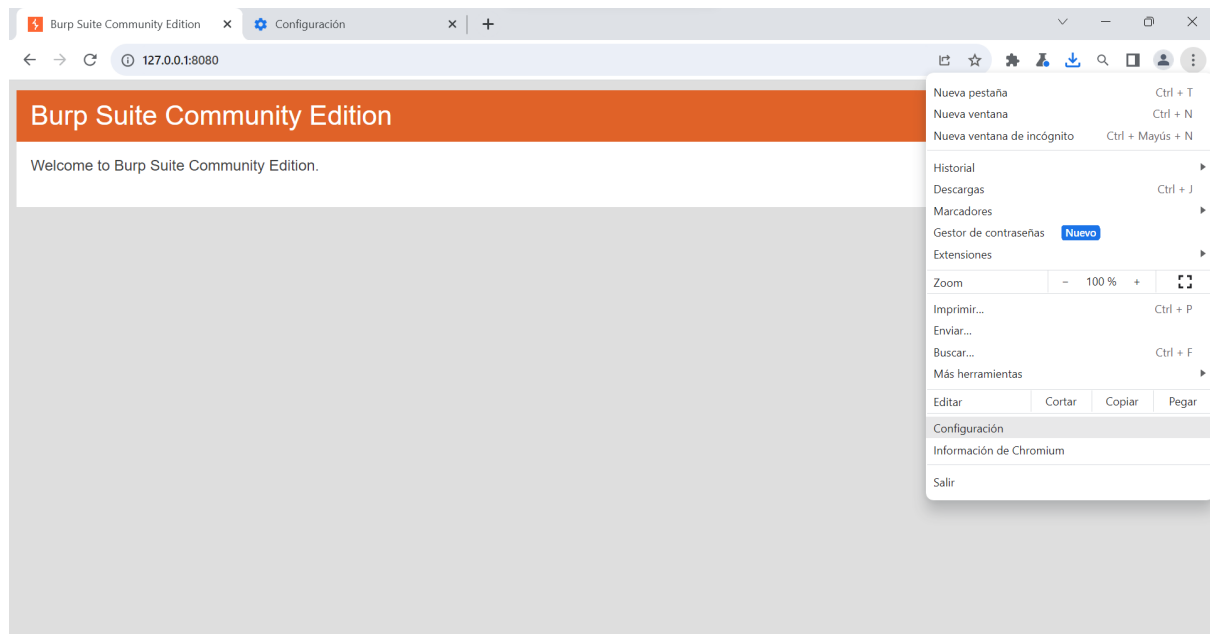 Burp Suite Community Edition
Configuración
127.0.0.1:8080
Burp Suite Community Edition
Welcome to Burp Suite Community Edition.
Nueva pestaña Ctrl + T
Nueva ventana Ctrl + N
Nueva ventana de incógnito Ctrl + Mayús + N
Historial
Descargas Ctrl + J
Marcadores
Gestor de contraseñas Nuevo
Extensiones
Zoom - 100 % +
Imprimir... Ctrl + P
Enviar...
Buscar... Ctrl + F
Más herramientas
Editar Cortar Copiar Pegar
Configuración
Información de Chromium
Salir